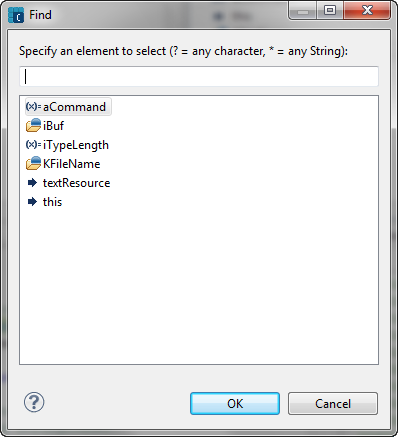 Find
Specify an element to select (? = any character, * = any String):
(x)= aCommand
iBuf
(x)= iTypeLength
KFileName
textResource
this
?
OK
Cancel